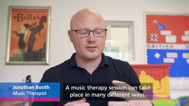 Jonathan Booth
Music Therapist
A music therapy session can take
place in many different ways.